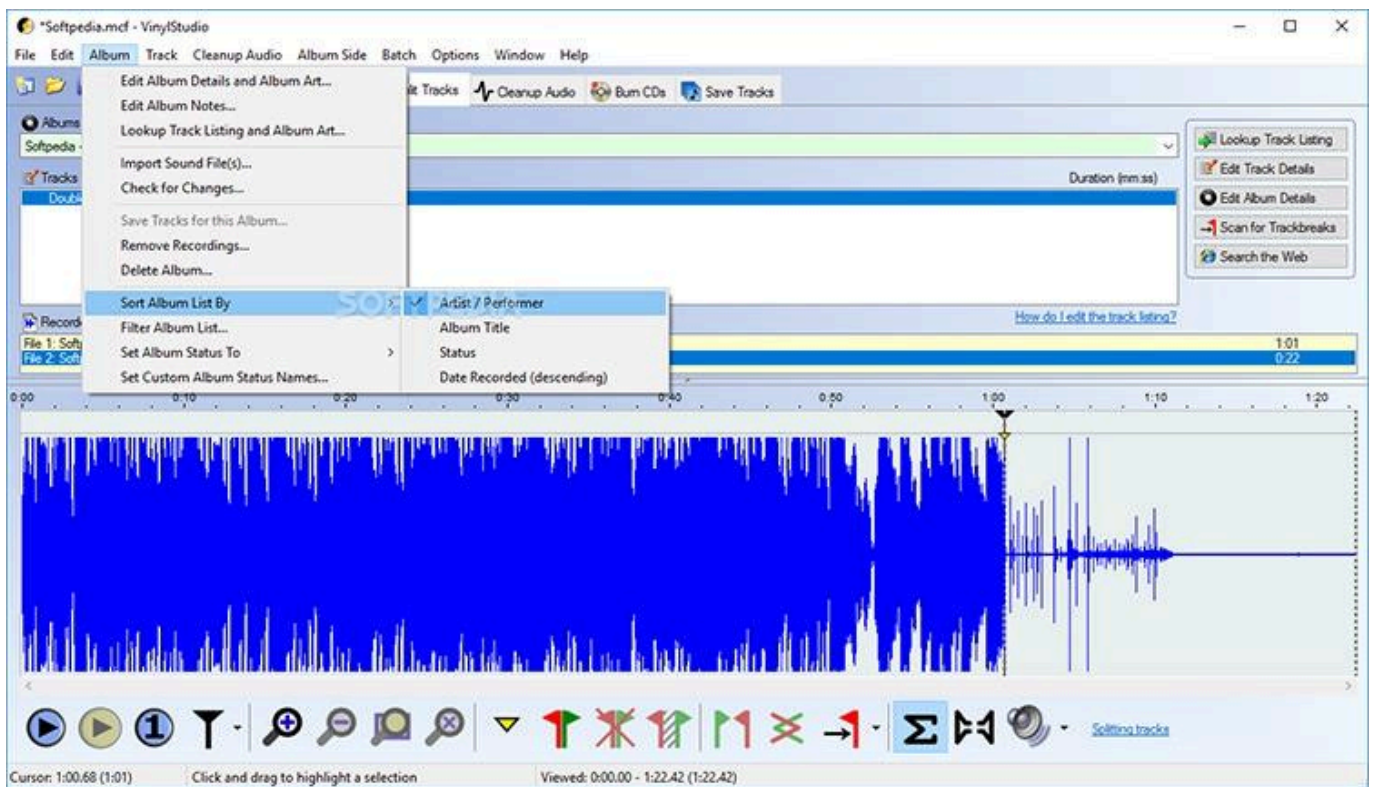 *Softpedia.mcf - VinylStudio
File Edit Album Track Cleanup Audio Album Side Batch Options Window Help
Edit Album Details and Album Art...
Edit Album Notes...
Lookup Track Listing and Album Art...
Import Sound File(s)...
Check for Changes...
Save Tracks for this Album...
Remove Recordings...
Delete Album...
Sort Album List By
Filter Album List...
Set Album Status To
Set Custom Album Status Names...
Artist / Performer
Album Title
Status
Date Recorded (descending)
Tracks Cleanup Audio Burn CDs Save Tracks
Albums
Softpedia -
Tracks
Duration (mm:ss)
Lookup Track Listing
Edit Track Details
Edit Album Details
Scan for Trackbreaks
Search the Web
SOFTPEDIA
How do I edit the track listing?
File 1: 1:01
File 2: 0:22
0:00 0:10 0:20 0:30 0:40 0:50 1:00 1:10 1:20
1
Splitting tracks
Cursor: 1:00.68 (1:01) Click and drag to highlight a selection Viewed: 0:00.00 - 1:22.42 (1:22.42)